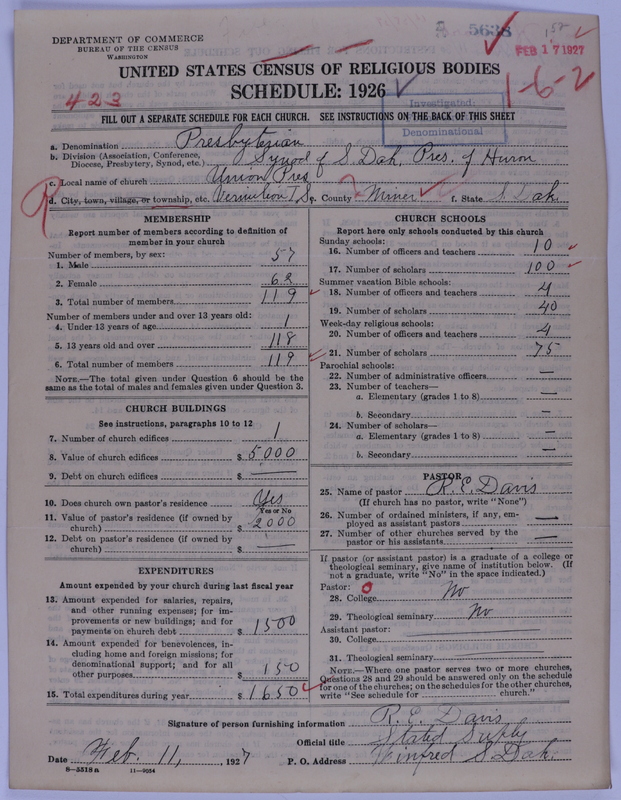 DEPARTMENT OF COMMERCE
BUREAU OF THE CENSUS
WASHINGTON
5638
FEB 17 1927
1-6-2
UNITED STATES CENSUS OF RELIGIOUS BODIES
SCHEDULE: 1926
423
Investigated:
Denominational
FILL OUT A SEPARATE SCHEDULE FOR EACH CHURCH. SEE INSTRUCTIONS ON THE BACK OF THIS SHEET
a. Denomination Presbyterian
b. Division (Association, Conference, Diocese, Presbytery, Synod, etc.) Synod of S. Dak, Pres. of Huron
c. Local name of church Union Pres
d. City, town, village, or township, etc. Vermilion T.S. County Miner f. State S. Dak.
MEMBERSHIP
Report number of members according to definition of
member in your church
Number of members, by sex:
1. Male 57
2. Female 62
3. Total number of members 119
Number of members under and over 13 years old:
4. Under 13 years of age 1
5. 13 years old and over 118
6. Total number of members 119
NOTE.—The total given under Question 6 should be the
same as the total of males and females given under Question 3.
CHURCH BUILDINGS
See instructions, paragraphs 10 to 12
7. Number of church edifices 1
8. Value of church edifices $ 5000
9. Debt on church edifices $ —
10. Does church own pastor's residence Yes
Yes or No
11. Value of pastor's residence (if owned by
church) $ 2000
12. Debt on pastor's residence (if owned by
church) $ —
EXPENDITURES
Amount expended by your church during last fiscal year
13. Amount expended for salaries, repairs,
and other running expenses; for im-
provements or new buildings; and for
payments on church debt $ 1500
14. Amount expended for benevolences, in-
cluding home and foreign missions; for
denominational support; and for all
other purposes $ 150
15. Total expenditures during year $ 1650
CHURCH SCHOOLS
Report here only schools conducted by this church
Sunday schools:
16. Number of officers and teachers 10
17. Number of scholars 100
Summer vacation Bible schools:
18. Number of officers and teachers 4
19. Number of scholars 40
Week-day religious schools:
20. Number of officers and teachers 4
21. Number of scholars 75
Parochial schools:
22. Number of administrative officers —
23. Number of teachers—
a. Elementary (grades 1 to 8) —
b. Secondary —
24. Number of scholars—
a. Elementary (grades 1 to 8) —
b. Secondary —
PASTOR
25. Name of pastor R. E. Davis
(If church has no pastor, write "None")
26. Number of ordained ministers, if any, em-
ployed as assistant pastors —
27. Number of other churches served by the
pastor or his assistants —
If pastor (or assistant pastor) is a graduate of a college or
theological seminary, give name of institution below. (If
not a graduate, write "No" in the space indicated.)
Pastor: 0
28. College No
29. Theological seminary No
Assistant pastor:
30. College
31. Theological seminary
NOTE.—Where one pastor serves two or more churches,
Questions 28 and 29 should be answered only on the schedule
for one of the churches; on the schedules for the other churches,
write "See schedule for church."
Signature of person furnishing information R. E. Davis
Official title Stated Supply
Date Feb. 11, 1927 P. O. Address Winfred S Dak.
8—5518 a 11—9054